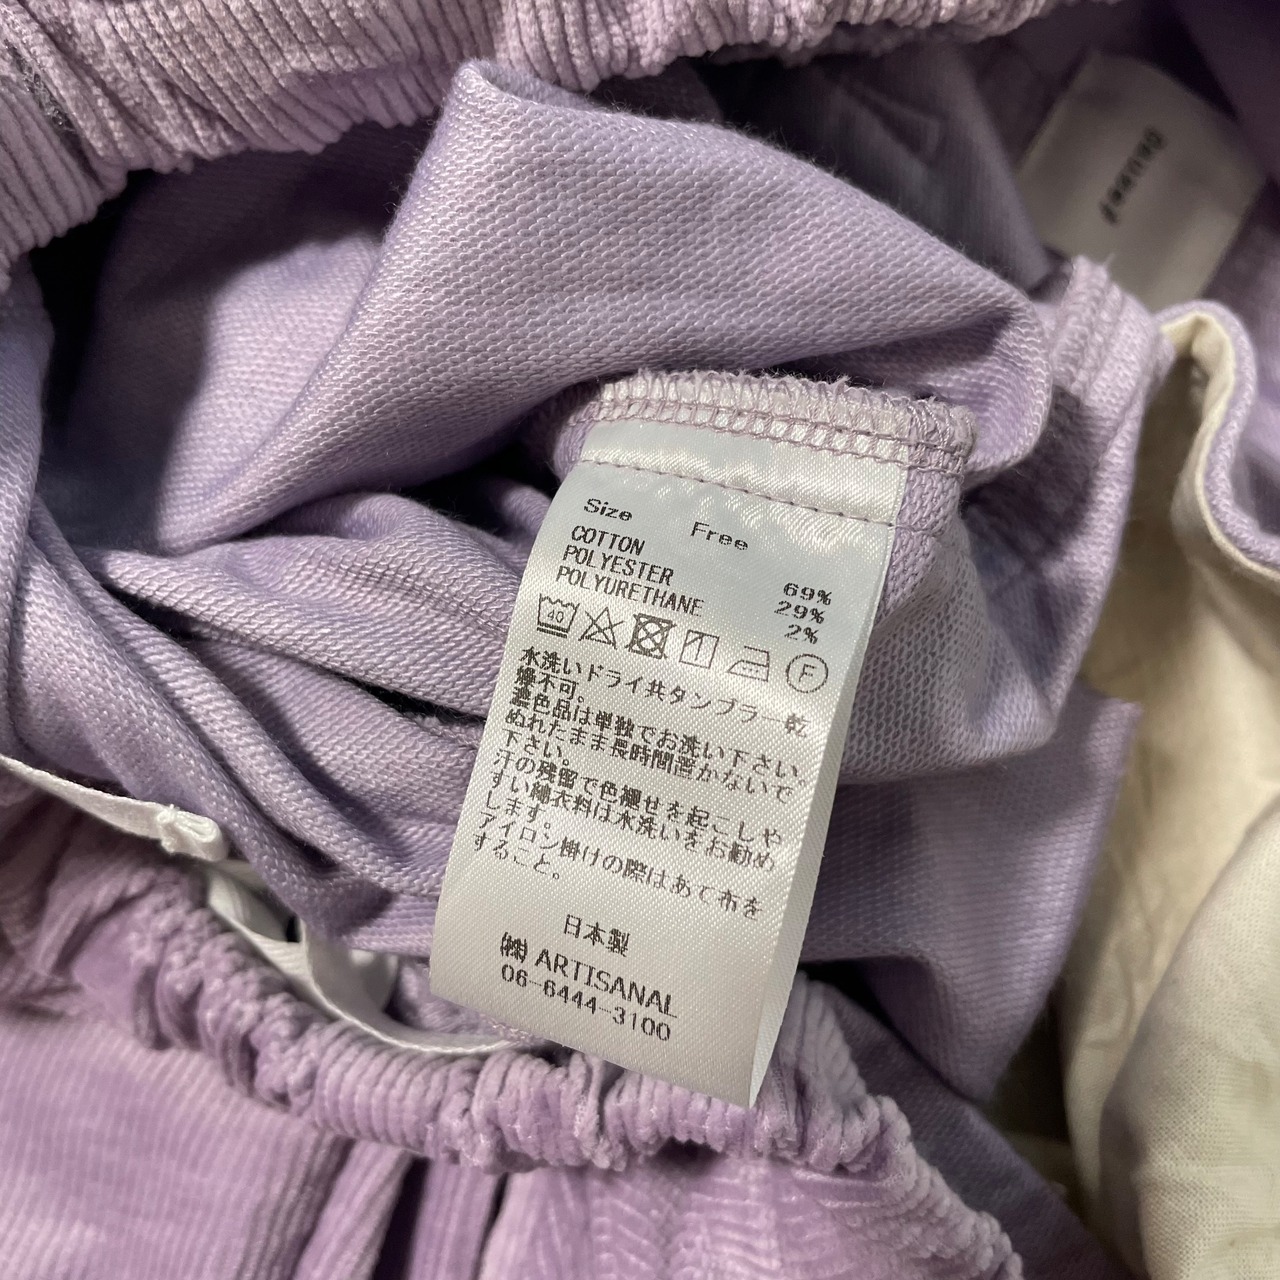 Size Free
COTTON 69%
POLYESTER 29%
POLYURETHANE 2%
40 F
水洗いドライ共タンブラー乾
燥不可。
濃色品は単独でお洗い下さい。
ぬれたまま長時間置かないで
下さい。
汗の残留で色褪せを起こしや
すい綿衣料は水洗いをお勧め
します。
アイロン掛けの際はあて布を
すること。
日本製
㈱ ARTISANAL
06-6444-3100